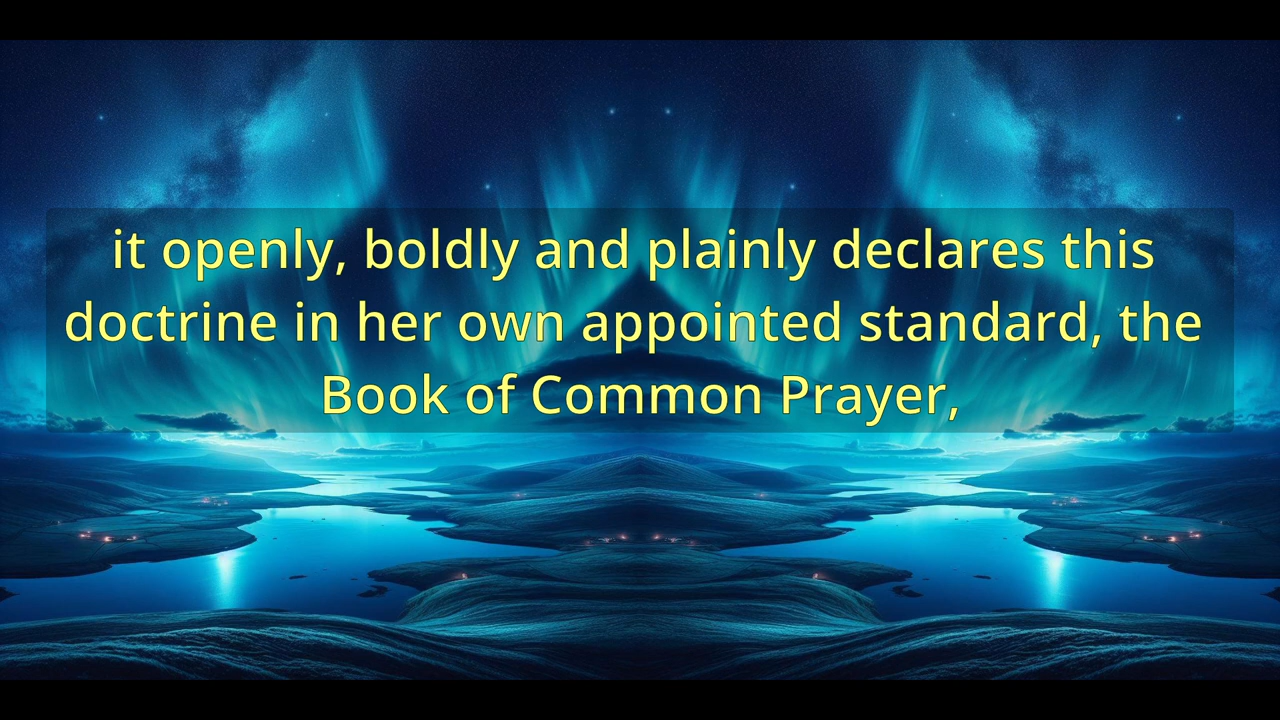 it openly, boldly and plainly declares this
doctrine in her own appointed standard, the
Book of Common Prayer,